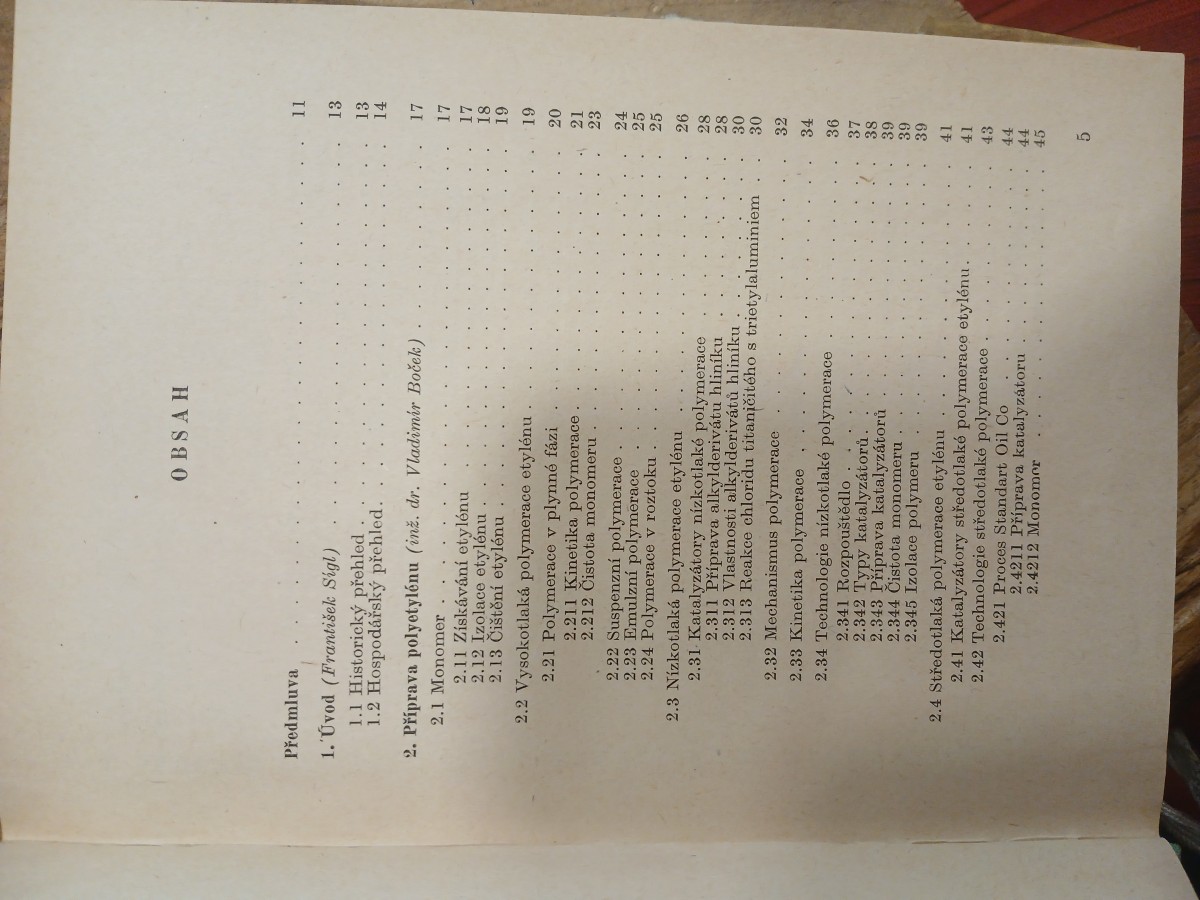 OBSAH
Předmluva . . . . . . . . . . . . . . . . . . 11
1. Úvod (František Sígl) . . . . . . . . . . . . . . . 13
1.1 Historický přehled . . . . . . . . . . . . . . . 13
1.2 Hospodářský přehled . . . . . . . . . . . . . . . 14
2. Příprava polyetylénu (inž. dr. Vladimír Boček) . . . . . . . 17
2.1 Monomer . . . . . . . . . . . . . . . . . . 17
2.11 Získávání etylénu . . . . . . . . . . . . . . . 17
2.12 Izolace etylénu . . . . . . . . . . . . . . . 18
2.13 Čištění etylénu . . . . . . . . . . . . . . . 19
2.2 Vysokotlaká polymerace etylénu . . . . . . . . . . . 19
2.21 Polymerace v plynné fázi . . . . . . . . . . . . 20
2.211 Kinetika polymerace . . . . . . . . . . . . 21
2.212 Čistota monomeru . . . . . . . . . . . . 23
2.22 Suspenzní polymerace . . . . . . . . . . . . 24
2.23 Emulzní polymerace . . . . . . . . . . . . 25
2.24 Polymerace v roztoku . . . . . . . . . . . . 25
2.3 Nízkotlaká polymerace etylénu . . . . . . . . . . . 26
2.31 Katalyzátory nízkotlaké polymerace . . . . . . . . 28
2.311 Příprava alkylderivátu hliníku . . . . . . . . 28
2.312 Vlastnosti alkylderivátů hliníku . . . . . . . . 30
2.313 Reakce chloridu titaničitého s trietylaluminiem . . 30
2.32 Mechanismus polymerace . . . . . . . . . . . . 32
2.33 Kinetika polymerace . . . . . . . . . . . . 34
2.34 Technologie nízkotlaké polymerace . . . . . . . . 36
2.341 Rozpouštědlo . . . . . . . . . . . . 37
2.342 Typy katalyzátorů . . . . . . . . . . . . 38
2.343 Příprava katalyzátorů . . . . . . . . . . . 39
2.344 Čistota monomeru . . . . . . . . . . . . 39
2.345 Izolace polymeru . . . . . . . . . . . . 39
2.4 Středotlaká polymerace etylénu . . . . . . . . . . . 41
2.41 Katalyzátory středotlaké polymerace etylénu . . . . . 41
2.42 Technologie středotlaké polymerace . . . . . . . . 43
2.421 Proces Standart Oil Co . . . . . . . . . . 44
2.4211 Příprava katalyzátoru . . . . . . . . 44
2.4212 Monomer . . . . . . . . . . . 45
5